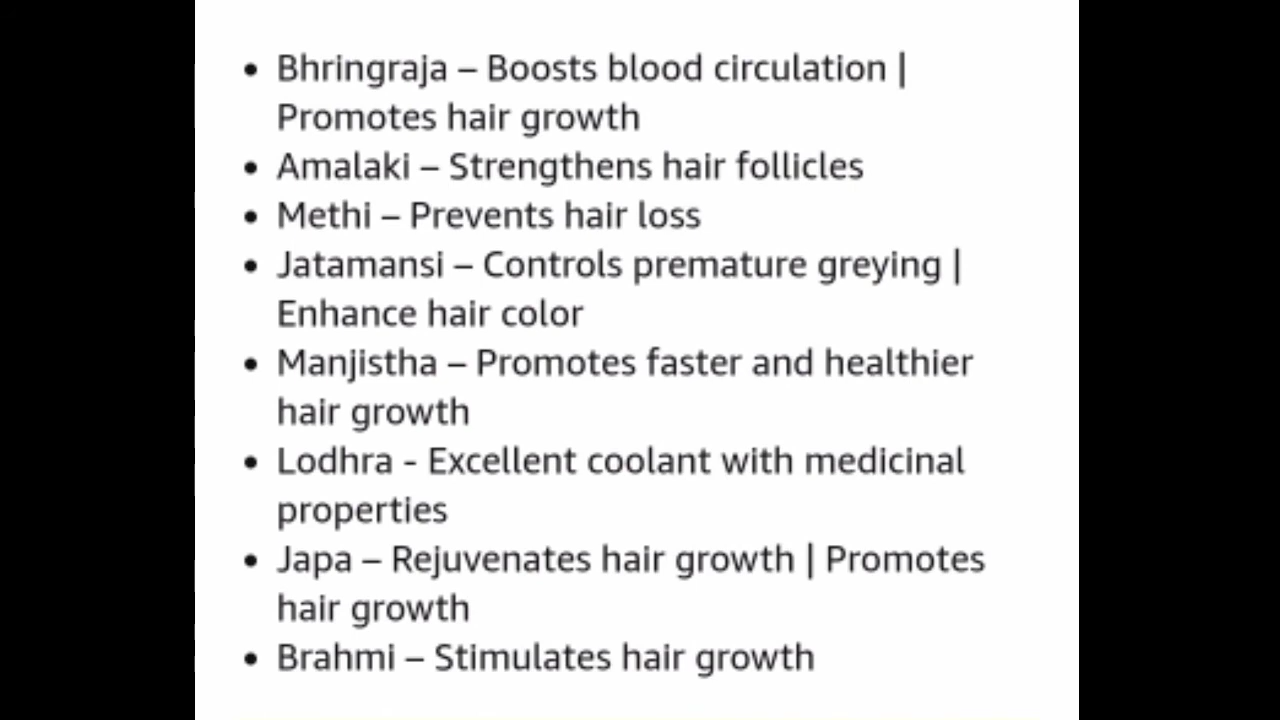 • Bhringraja – Boosts blood circulation |
Promotes hair growth
• Amalaki – Strengthens hair follicles
• Methi – Prevents hair loss
• Jatamansi – Controls premature greying |
Enhance hair color
• Manjistha – Promotes faster and healthier
hair growth
• Lodhra - Excellent coolant with medicinal
properties
• Japa – Rejuvenates hair growth | Promotes
hair growth
• Brahmi – Stimulates hair growth